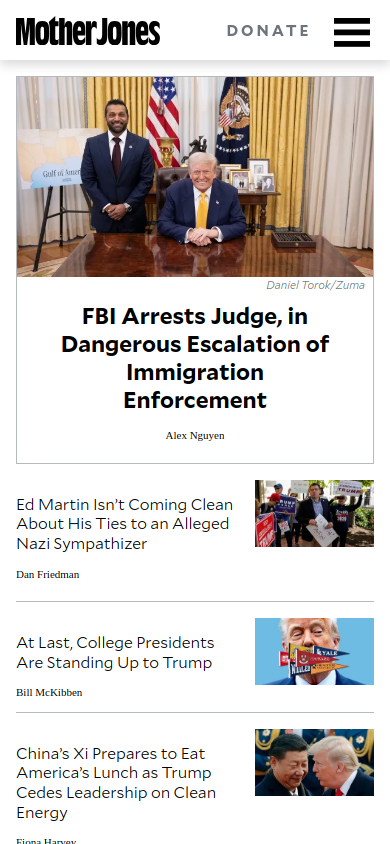 Mother Jones
DONATE
Gulf of Amer
Daniel Torok/Zuma
FBI Arrests Judge, in
Dangerous Escalation of
Immigration
Enforcement
Alex Nguyen
Ed Martin Isn’t Coming Clean
About His Ties to an Alleged
Nazi Sympathizer
Dan Friedman
TRUMP
At Last, College Presidents
Are Standing Up to Trump
YALE
Bill McKibben
China’s Xi Prepares to Eat
America’s Lunch as Trump
Cedes Leadership on Clean
Energy
Fiona Harvey